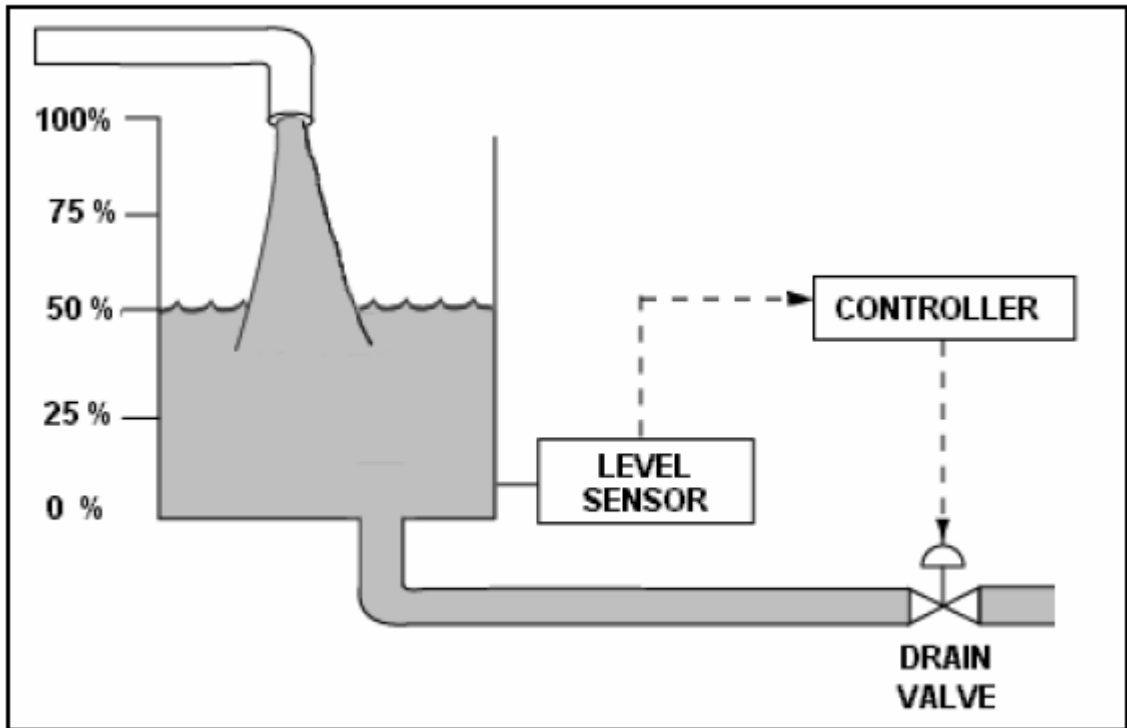 100%
75 %
50 %
25 %
0 %
CONTROLLER
LEVEL
SENSOR
DRAIN
VALVE